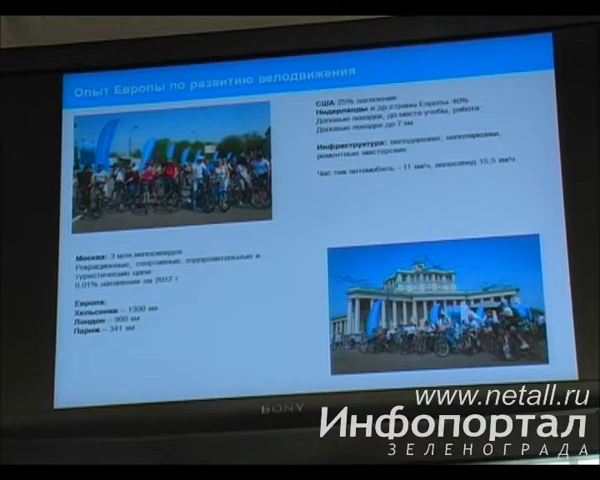 Опыт Европы по развитию велодвижения
США 25% населения
Нидерланды и др.страны Европы 40%
Деловые поездки, до места учебы, работа
Деловые поездки до 7 км
Инфраструктура: велодорожки, велопарковки,
ремонтные мастерские
Час пик автомобиль – 11 км/ч, велосипед 15,5 км/ч
Москва: 3 млн велосипедов
Рекреационные, спортивные, оздоровительные и
туристические цели
0,01% населения на 2012 г
Европа:
Хельсинки – 1300 км
Лондон – 900 км
Париж – 341 км
SONY
www.netall.ru
Инфопортал
ЗЕЛЕНОГРАДА